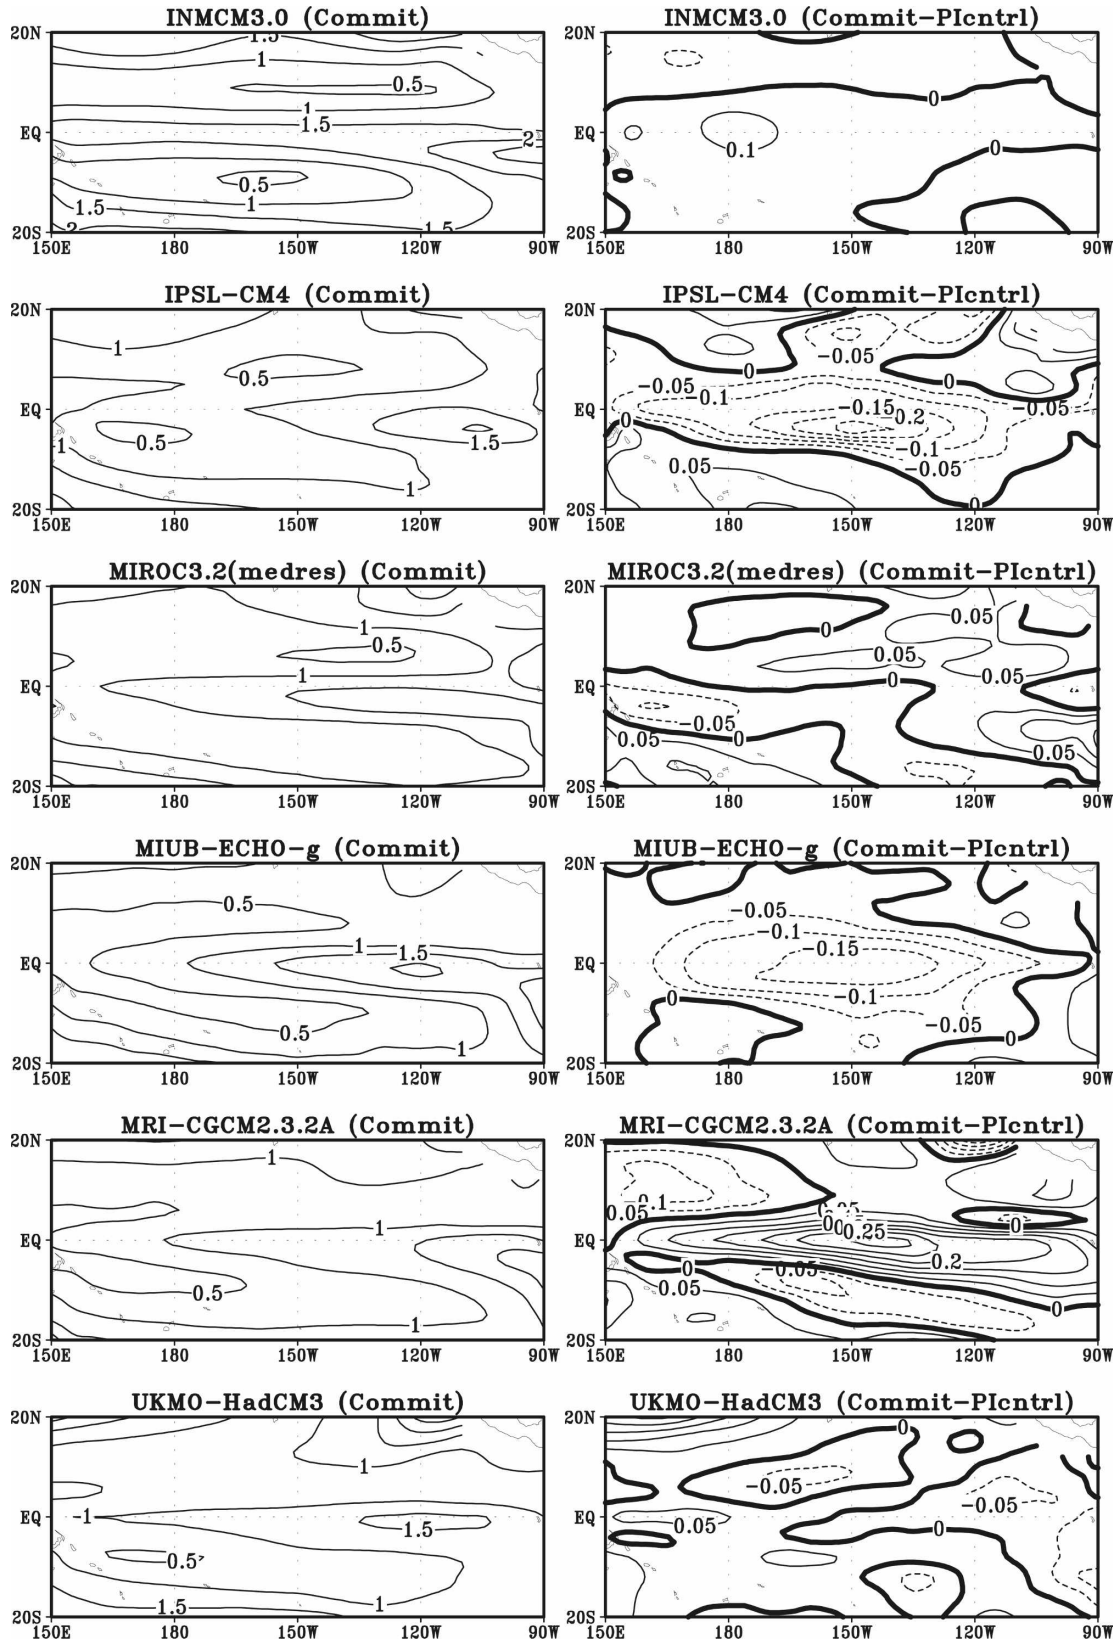 INMCM3.0 (Commit)
20N
1.5
1
0.5
1
1.5
EQ
2
0.5
1
1.5
2
1.5
20S
150E 180 150W 120W 90W
INMCM3.0 (Commit-PIcntrl)
20N
0
EQ
0.1
0
20S
150E 180 150W 120W 90W
IPSL-CM4 (Commit)
20N
1
0.5
EQ
1
0.5
1.5
1
20S
150E 180 150W 120W 90W
IPSL-CM4 (Commit-PIcntrl)
20N
-0.05
0
0
-0.05
-0.1
-0.15
0.2
-0.05
EQ
0
-0.1
0.05
-0.05
0
20S
150E 180 150W 120W 90W
MIROC3.2(medres) (Commit)
20N
1
0.5
1
EQ
20S
150E 180 150W 120W 90W
MIROC3.2(medres) (Commit-PIcntrl)
20N
0.05
0
0.05
0.05
0
EQ
-0.05
0.05
0
0.05
20S
150E 180 150W 120W 90W
MIUB-ECHO-g (Commit)
20N
0.5
1
1.5
EQ
0.5
1
20S
150E 180 150W 120W 90W
MIUB-ECHO-g (Commit-PIcntrl)
20N
-0.05
-0.1
-0.15
EQ
0
-0.1
-0.05
0
20S
150E 180 150W 120W 90W
MRI-CGCM2.3.2A (Commit)
20N
1
1
EQ
0.5
1
20S
150E 180 150W 120W 90W
MRI-CGCM2.3.2A (Commit-PIcntrl)
20N
0.05
0
0.25
EQ
0.2
0
-0.05
0.05
0
20S
150E 180 150W 120W 90W
UKMO-HadCM3 (Commit)
20N
1
-1
EQ
1.5
0.5
1.5
1
20S
150E 180 150W 120W 90W
UKMO-HadCM3 (Commit-PIcntrl)
20N
0
-0.05
-0.05
EQ
0.05
0
20S
150E 180 150W 120W 90W